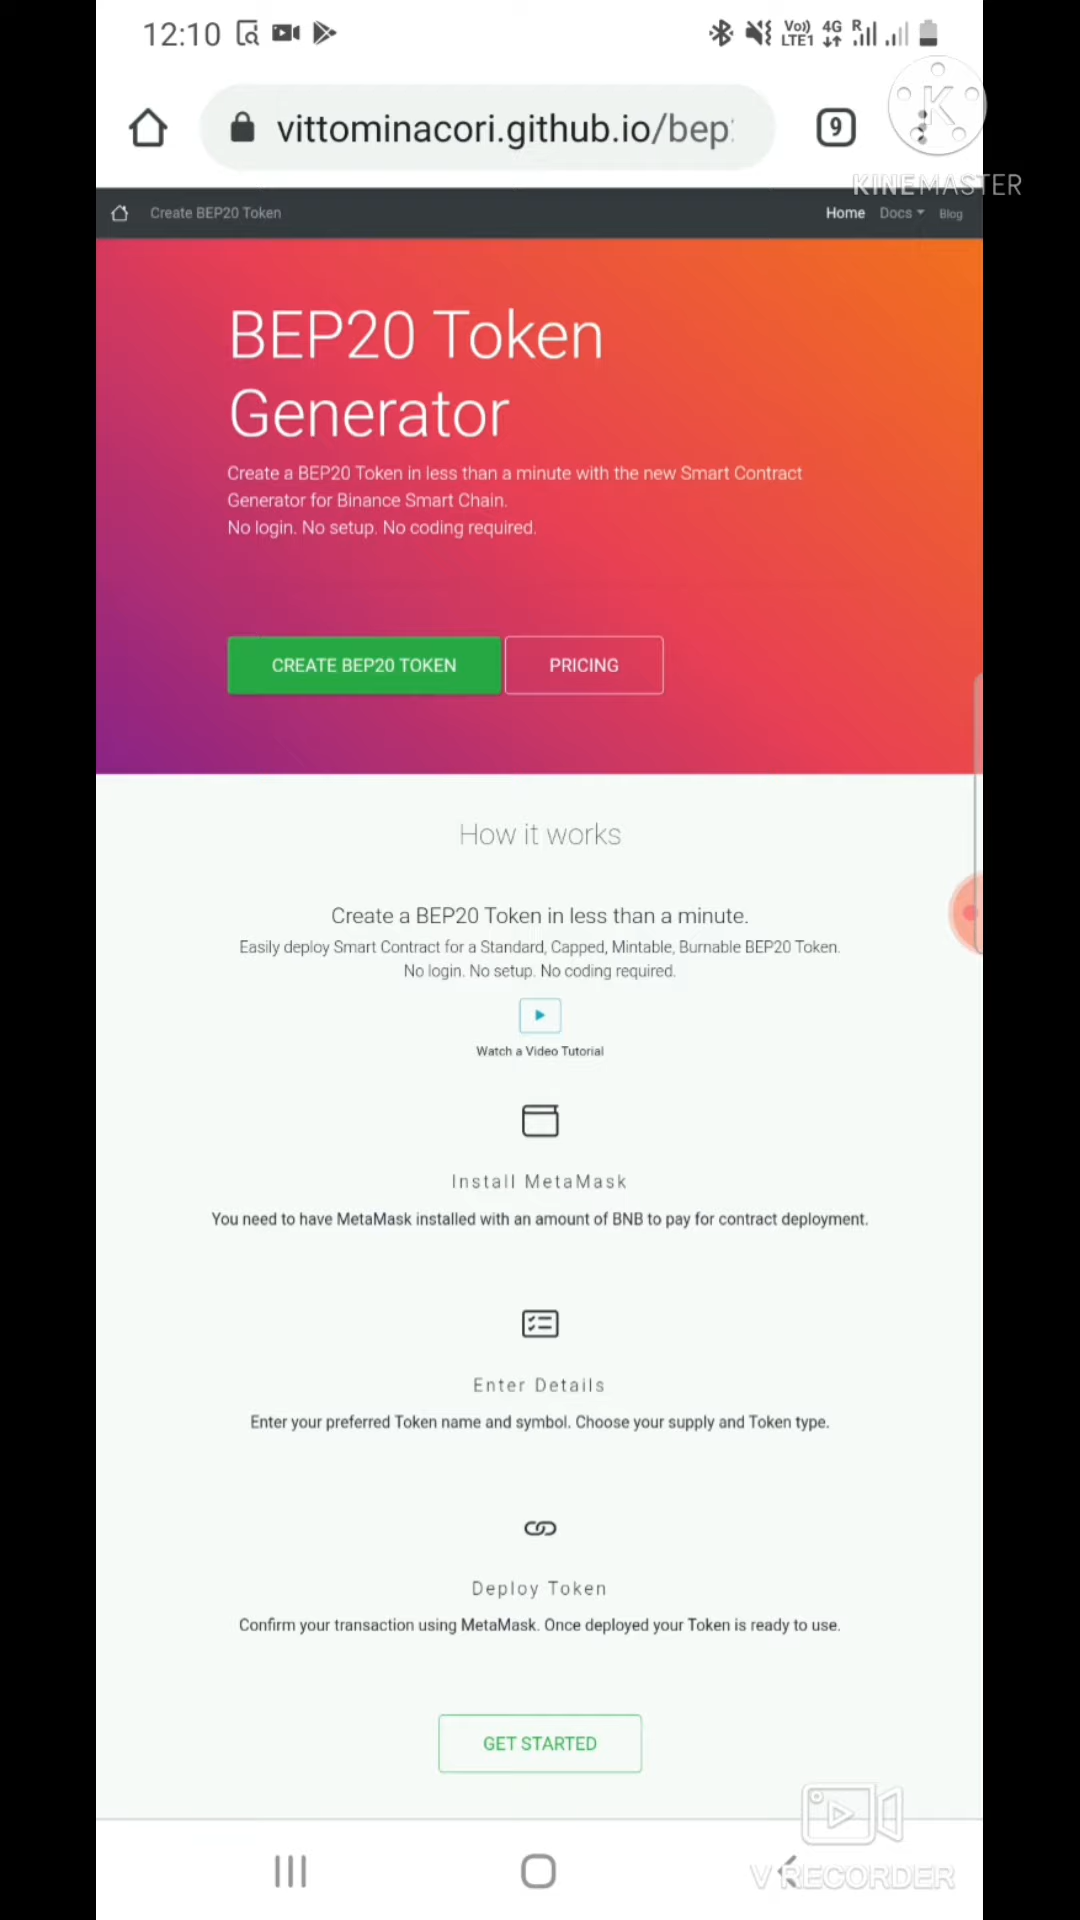 12:10
Vo))
LTE1
4G
R
vittominacori.github.io/bep
9
K
KINEMASTER
Create BEP20 Token
Home
Docs
Blog
BEP20 Token
Generator
Create a BEP20 Token in less than a minute with the new Smart Contract
Generator for Binance Smart Chain.
No login. No setup. No coding required.
CREATE BEP20 TOKEN
PRICING
How it works
Create a BEP20 Token in less than a minute.
Easily deploy Smart Contract for a Standard, Capped, Mintable, Burnable BEP20 Token.
No login. No setup. No coding required.
Watch a Video Tutorial
Install MetaMask
You need to have MetaMask installed with an amount of BNB to pay for contract deployment.
Enter Details
Enter your preferred Token name and symbol. Choose your supply and Token type.
Deploy Token
Confirm your transaction using MetaMask. Once deployed your Token is ready to use.
GET STARTED
V RECORDER